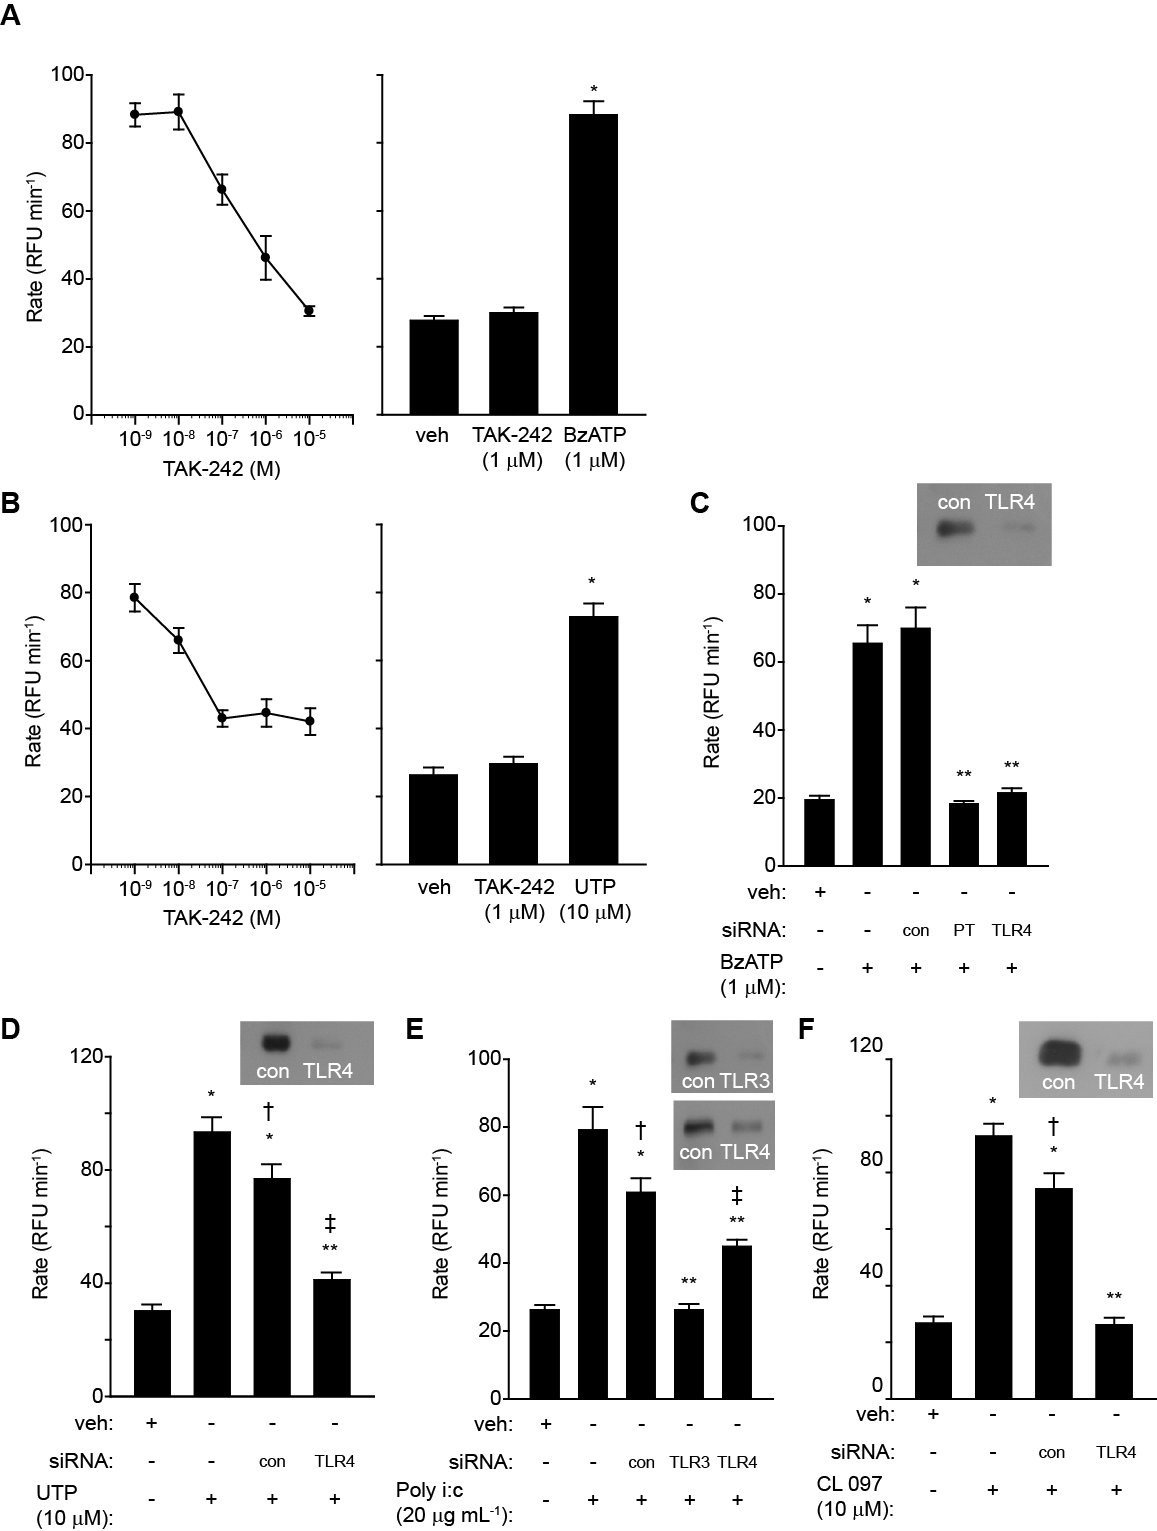 A
Rate (RFU min-1)
100
80
60
40
20
0
10-9 10-8 10-7 10-6 10-5
TAK-242 (M)
*
veh TAK-242 BzATP
(1 μM) (1 μM)
B
Rate (RFU min-1)
100
80
60
40
20
0
10-9 10-8 10-7 10-6 10-5
TAK-242 (M)
*
veh TAK-242 UTP
(1 μM) (10 μM)
C
con TLR4
Rate (RFU min-1)
100
80
60
40
20
0
* * ** **
veh: + - - - -
siRNA: - - con PT TLR4
BzATP - + + + +
(1 μM):
D
con TLR4
Rate (RFU min-1)
120
80
40
0
*
†
*
‡
**
veh: + - - -
siRNA: - - con TLR4
UTP - + + +
(10 μM):
E
con TLR3
con TLR4
Rate (RFU min-1)
100
80
60
40
20
0
*
†
*
**
‡
**
veh: + - - - -
siRNA: - - con TLR3 TLR4
Poly i:c - + + + +
(20 μg mL-1):
F
con TLR4
Rate (RFU min-1)
120
80
40
0
*
†
*
**
veh: + - - -
siRNA: - - con TLR4
CL 097 - + + +
(10 μM):